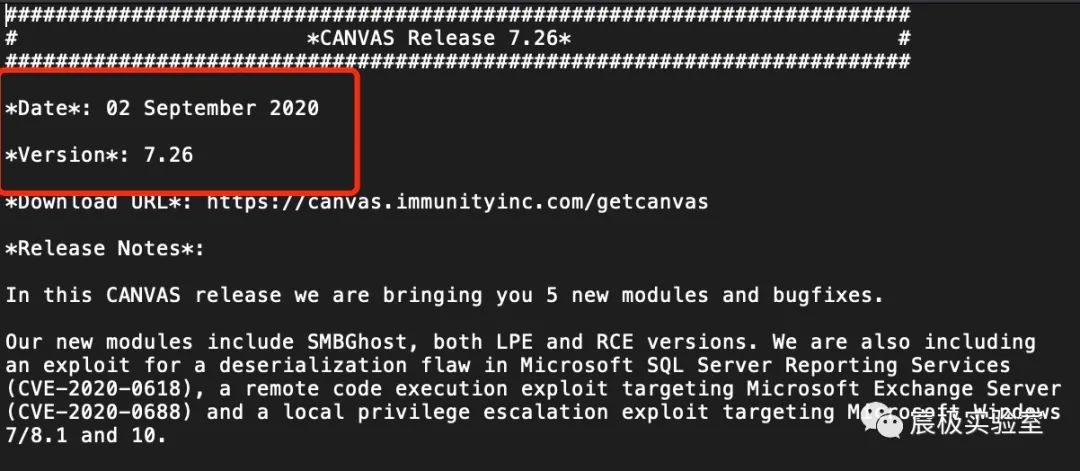 ########################################################################
# *CANVAS Release 7.26* #
########################################################################
*Date*: 02 September 2020
*Version*: 7.26
*Download URL*: https://canvas.immunityinc.com/getcanvas
*Release Notes*:
In this CANVAS release we are bringing you 5 new modules and bugfixes.
Our new modules include SMBGhost, both LPE and RCE versions. We are also including
an exploit for a deserialization flaw in Microsoft SQL Server Reporting Services
(CVE-2020-0618), a remote code execution exploit targeting Microsoft Exchange Server
(CVE-2020-0688) and a local privilege escalation exploit targeting Microsoft Windows
7/8.1 and 10.
宸极实验室